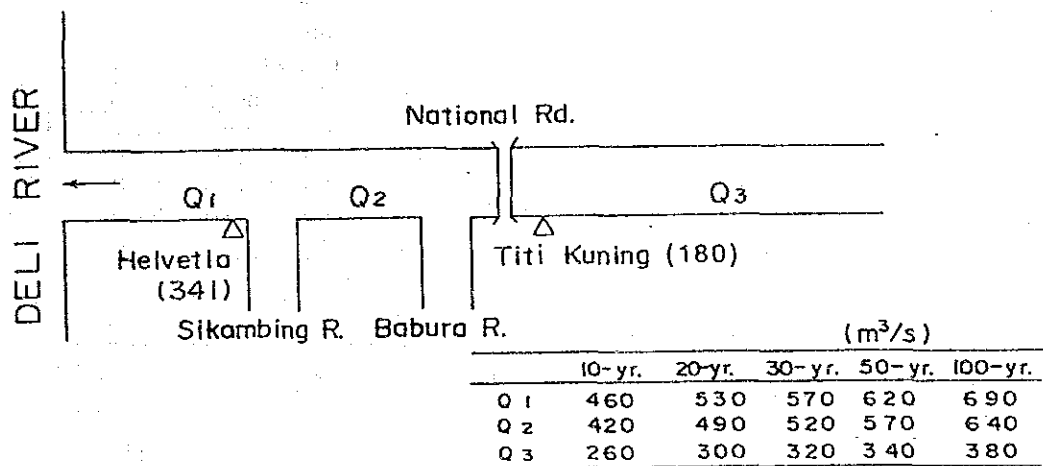 DELI RIVER
National Rd.
Q1
Q2
Q3
Helvetia
(341)
Titi Kuning (180)
Sikambing R.
Babura R.
(m³/s)
10-yr. 20-yr. 30-yr. 50-yr. 100-yr.
Q1 460 530 570 620 690
Q2 420 490 520 570 640
Q3 260 300 320 340 380